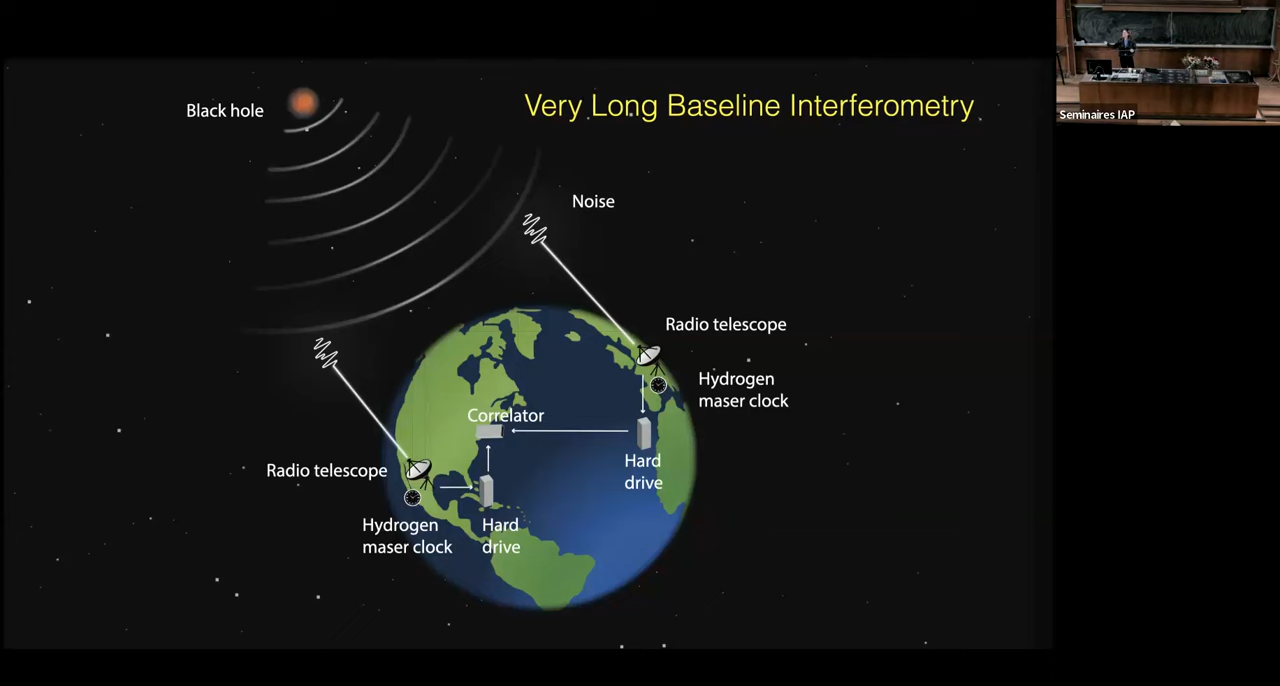 Black hole
Very Long Baseline Interferometry
Seminaires IAP
Noise
Radio telescope
Hydrogen
maser clock
Correlator
Hard
drive
Radio telescope
Hydrogen
maser clock
Hard
drive